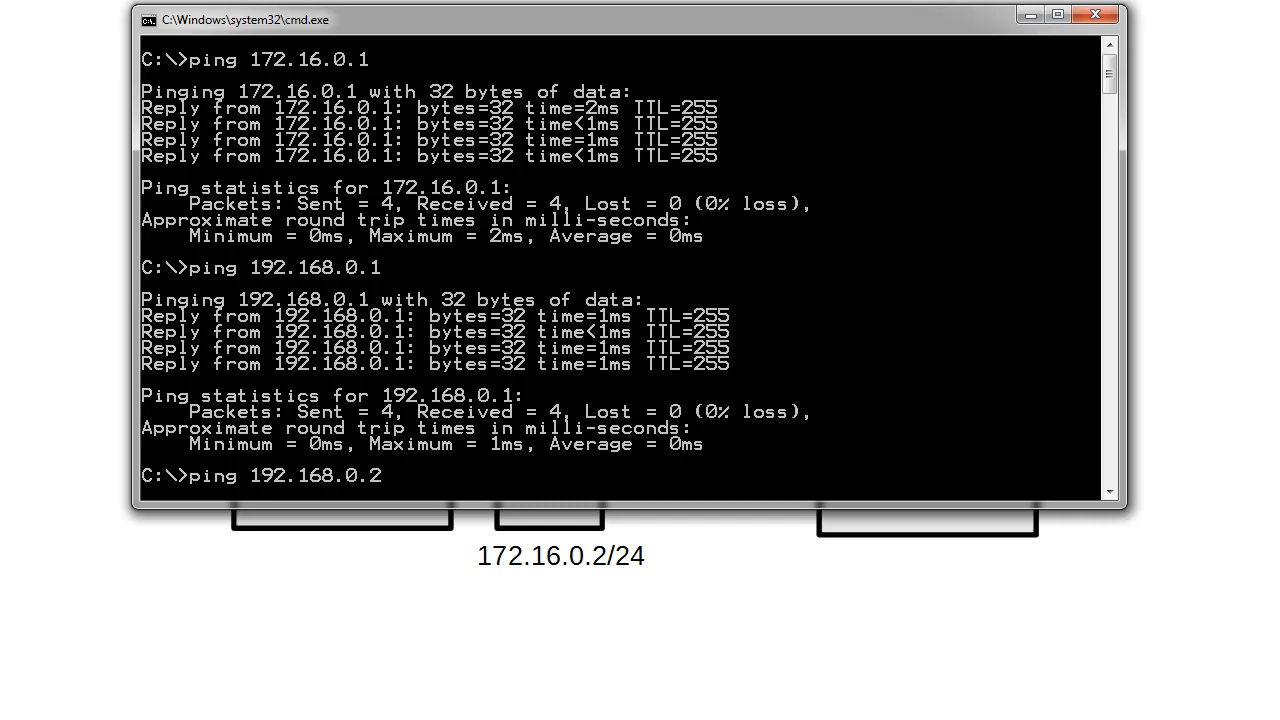 C:\Windows\system32\cmd.exe
C:\>ping 172.16.0.1
Pinging 172.16.0.1 with 32 bytes of data:
Reply from 172.16.0.1: bytes=32 time=2ms TTL=255
Reply from 172.16.0.1: bytes=32 time<1ms TTL=255
Reply from 172.16.0.1: bytes=32 time=1ms TTL=255
Reply from 172.16.0.1: bytes=32 time<1ms TTL=255
Ping statistics for 172.16.0.1:
Packets: Sent = 4, Received = 4, Lost = 0 (0% loss),
Approximate round trip times in milli-seconds:
Minimum = 0ms, Maximum = 2ms, Average = 0ms
C:\>ping 192.168.0.1
Pinging 192.168.0.1 with 32 bytes of data:
Reply from 192.168.0.1: bytes=32 time=1ms TTL=255
Reply from 192.168.0.1: bytes=32 time<1ms TTL=255
Reply from 192.168.0.1: bytes=32 time=1ms TTL=255
Reply from 192.168.0.1: bytes=32 time=1ms TTL=255
Ping statistics for 192.168.0.1:
Packets: Sent = 4, Received = 4, Lost = 0 (0% loss),
Approximate round trip times in milli-seconds:
Minimum = 0ms, Maximum = 1ms, Average = 0ms
C:\>ping 192.168.0.2
172.16.0.2/24